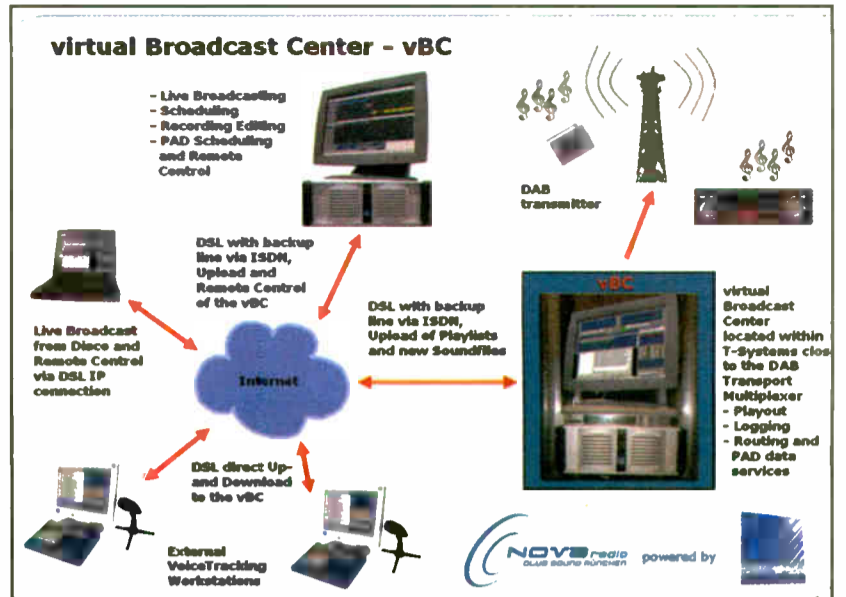 virtual Broadcast Center - vBC
- Live Broadcasting
- Scheduling
- Recording Editing
- PAD Scheduling
and Remote
Control
DAB
transmitter
DSL with backup
line via ISDN,
Upload and
Remote Control
of the vBC
Live Broadcast
from Disco and
Remote Control
via DSL IP
connection
Internet
DSL with backup
line via ISDN,
Upload of Playlists
and new Soundfiles
vBC
virtual
Broadcast
Center
located within
T-Systems clos
to the DAB
Transport
Multiplexer
- Playout
- Logging
- Routing and
PAD data
services
DSL direct Up-
and Download
to the vBC
External
VoiceTracking
Workstations
NOVA radio
CLUB SOUND MÜNCHEN
powered by